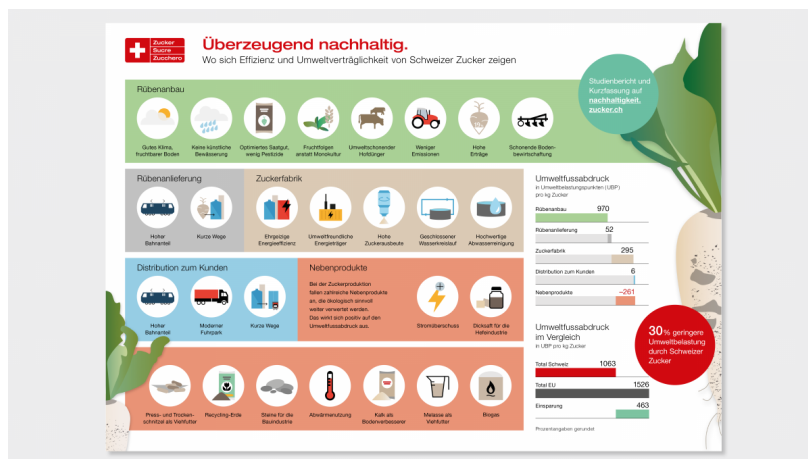 Zucker
Sucre
Zucchero
Überzeugend nachhaltig.
Wo sich Effizienz und Umweltverträglichkeit von Schweizer Zucker zeigen
Studienbericht und
Kurzfassung auf
nachhaltigkeit.
zucker.ch
Rübenanbau
Gutes Klima,
fruchtbarer Boden
Keine künstliche
Bewässerung
Optimiertes Saatgut,
wenig Pestizide
Fruchtfolgen
anstatt Monokultur
Umweltschonender
Hofdünger
Weniger
Emissionen
Hohe
Erträge
Schonende Boden-
bewirtschaftung
Rübenanlieferung
Hoher
Bahnanteil
Kurze Wege
Zuckerfabrik
Ehrgeizige
Energieeffizienz
Umweltfreundliche
Energieträger
Hohe
Zuckerausbeute
Geschlossener
Wasserkreislauf
Hochwertige
Abwasserreinigung
Distribution zum Kunden
Hoher
Bahnanteil
Moderner
Fuhrpark
Kurze Wege
Nebenprodukte
Bei der Zuckerproduktion
fallen zahlreiche Nebenprodukte
an, die ökologisch sinnvoll
weiter verwertet werden.
Das wirkt sich positiv auf den
Umweltfussabdruck aus.
Stromüberschuss
Dicksaft für die
Hefeindustrie
Press- und Trocken-
schnitzel als Viehfutter
Recycling-Erde
Steine für die
Bauindustrie
Abwärmenutzung
Kalk als
Bodenverbesserer
Melasse als
Viehfutter
Biogas
Umweltfussabdruck
in Umweltbelastungspunkten (UBP)
pro kg Zucker
Rübenanbau 970
Rübenanlieferung 52
Zuckerfabrik 295
Distribution zum Kunden 6
Nebenprodukte –261
Umweltfussabdruck
im Vergleich
in UBP pro kg Zucker
Total Schweiz 1063
Total EU 1526
Einsparung 463
Prozentangaben gerundet
30% geringere
Umweltbelastung
durch Schweizer
Zucker